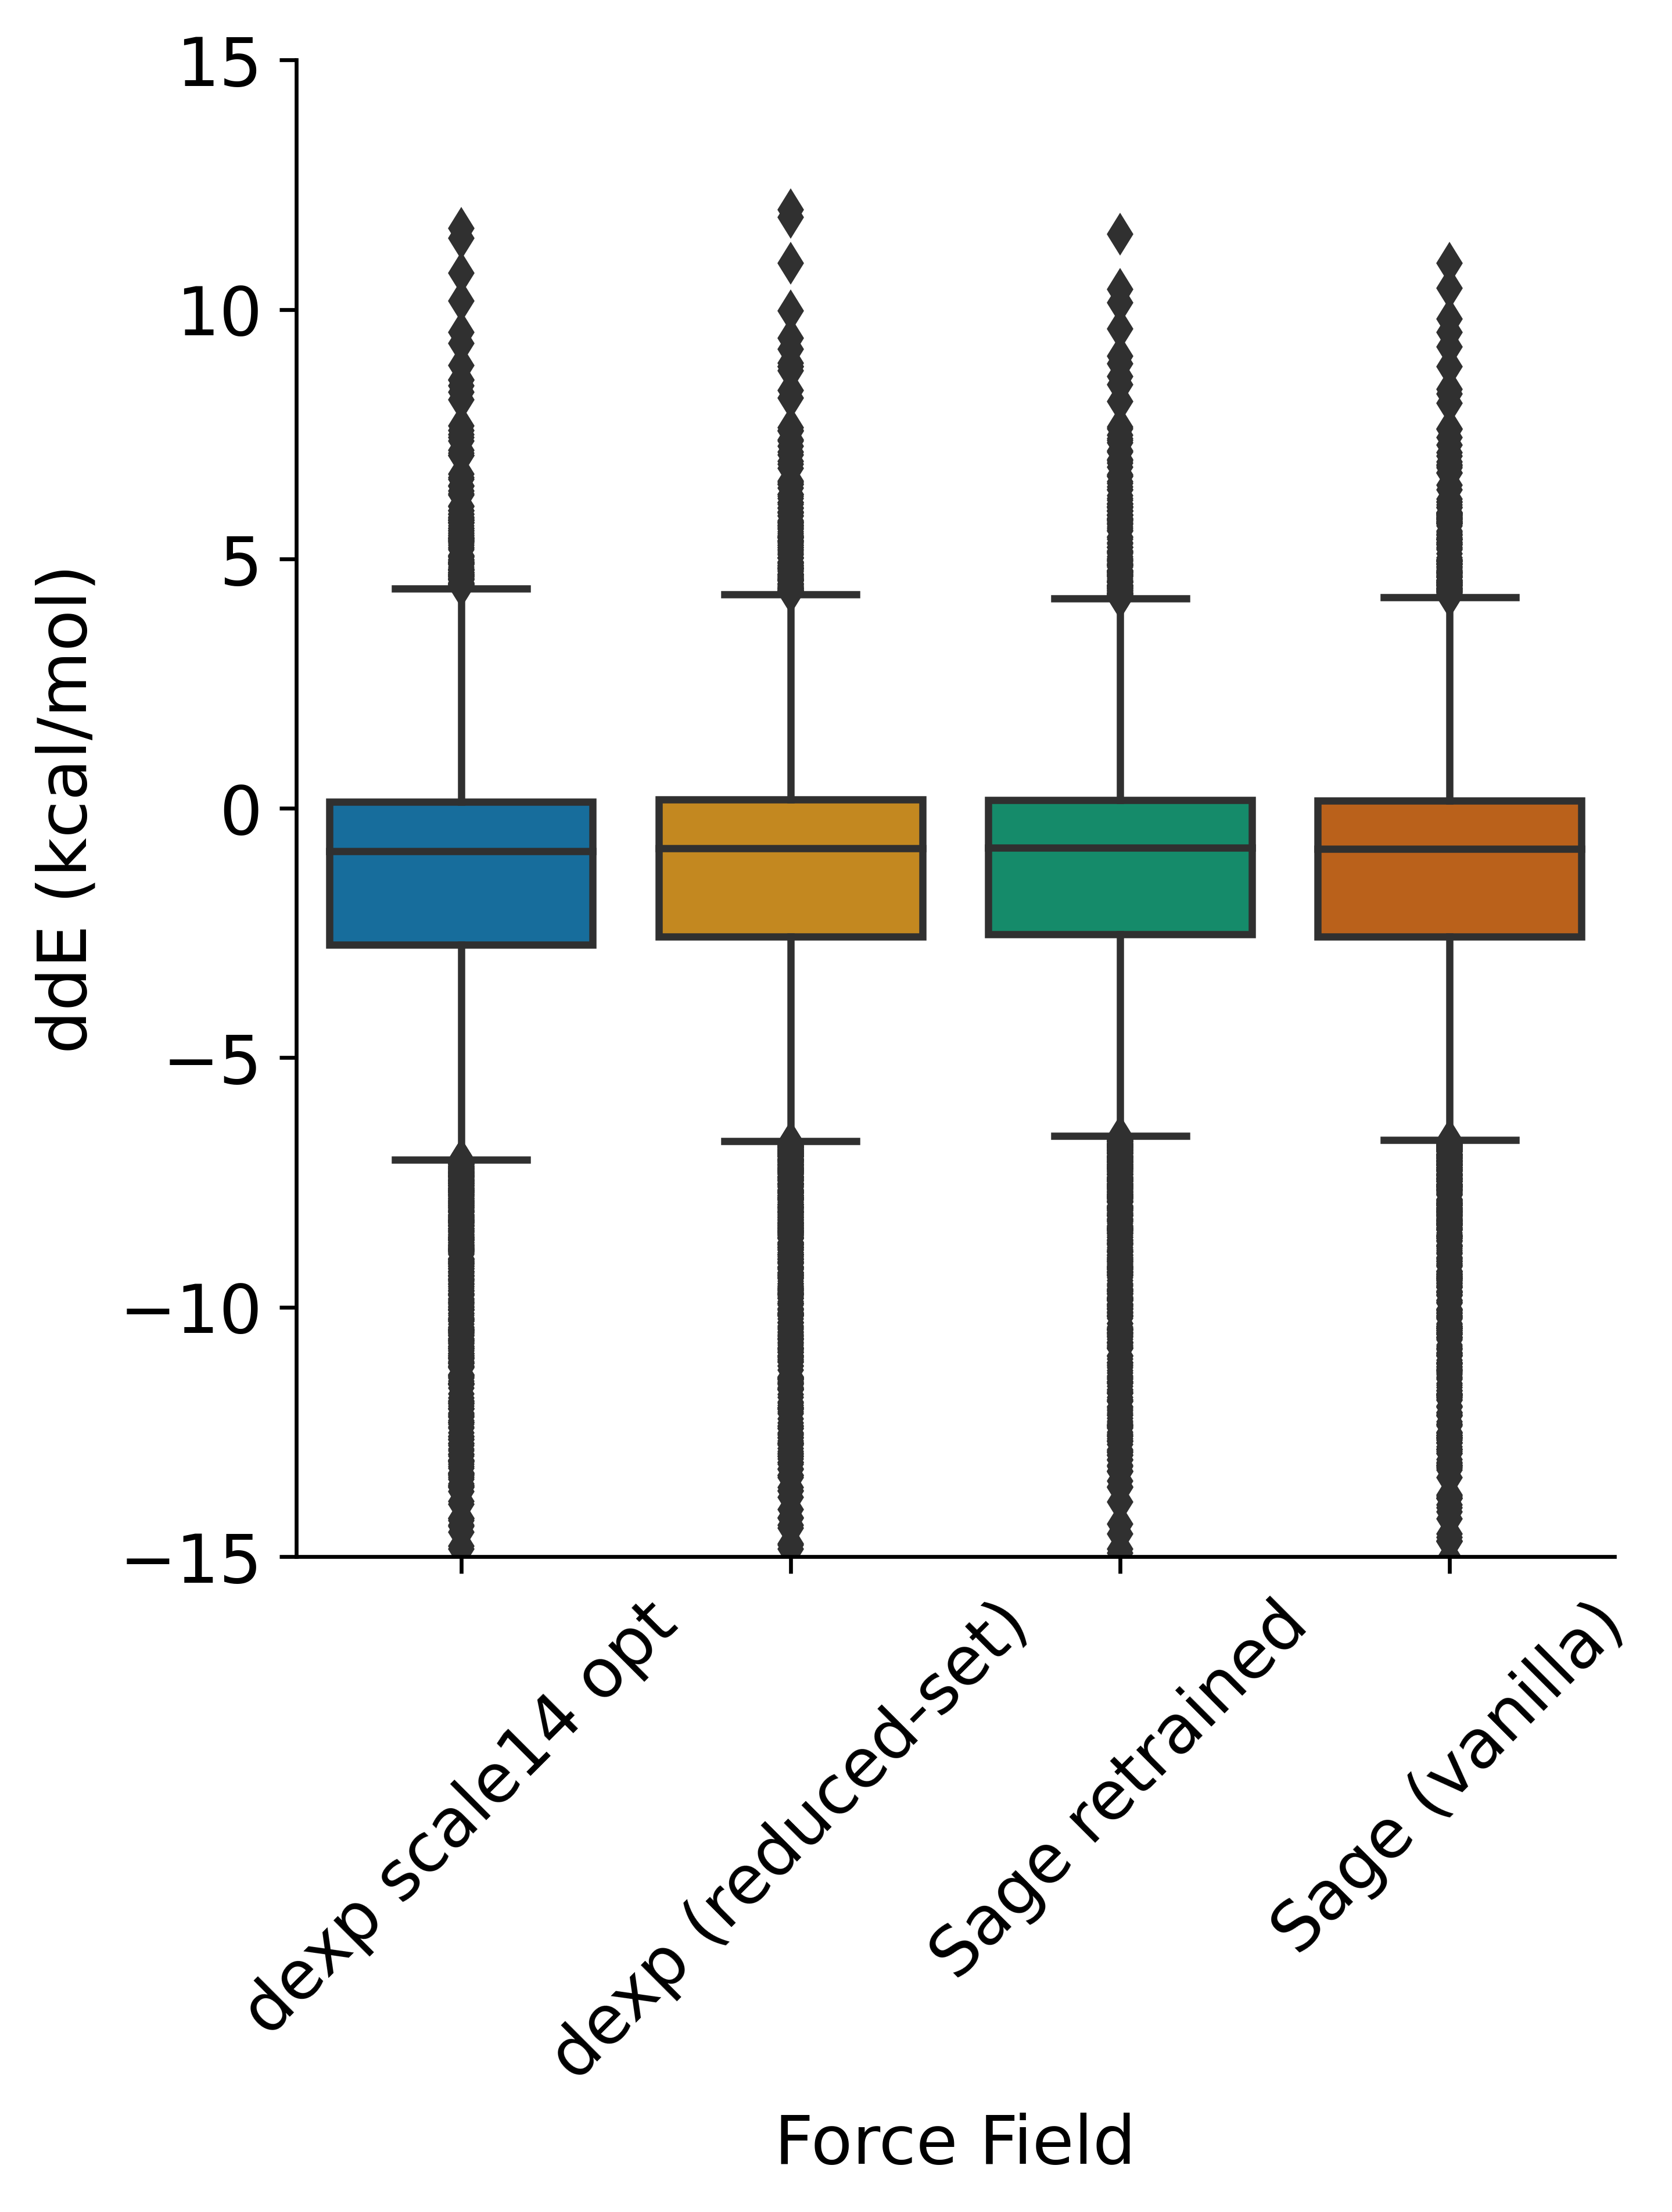 15
10
5
0
−5
−10
−15
ddE (kcal/mol)
dexp scale14 opt
dexp (reduced-set)
Sage retrained
Sage (vanilla)
Force Field